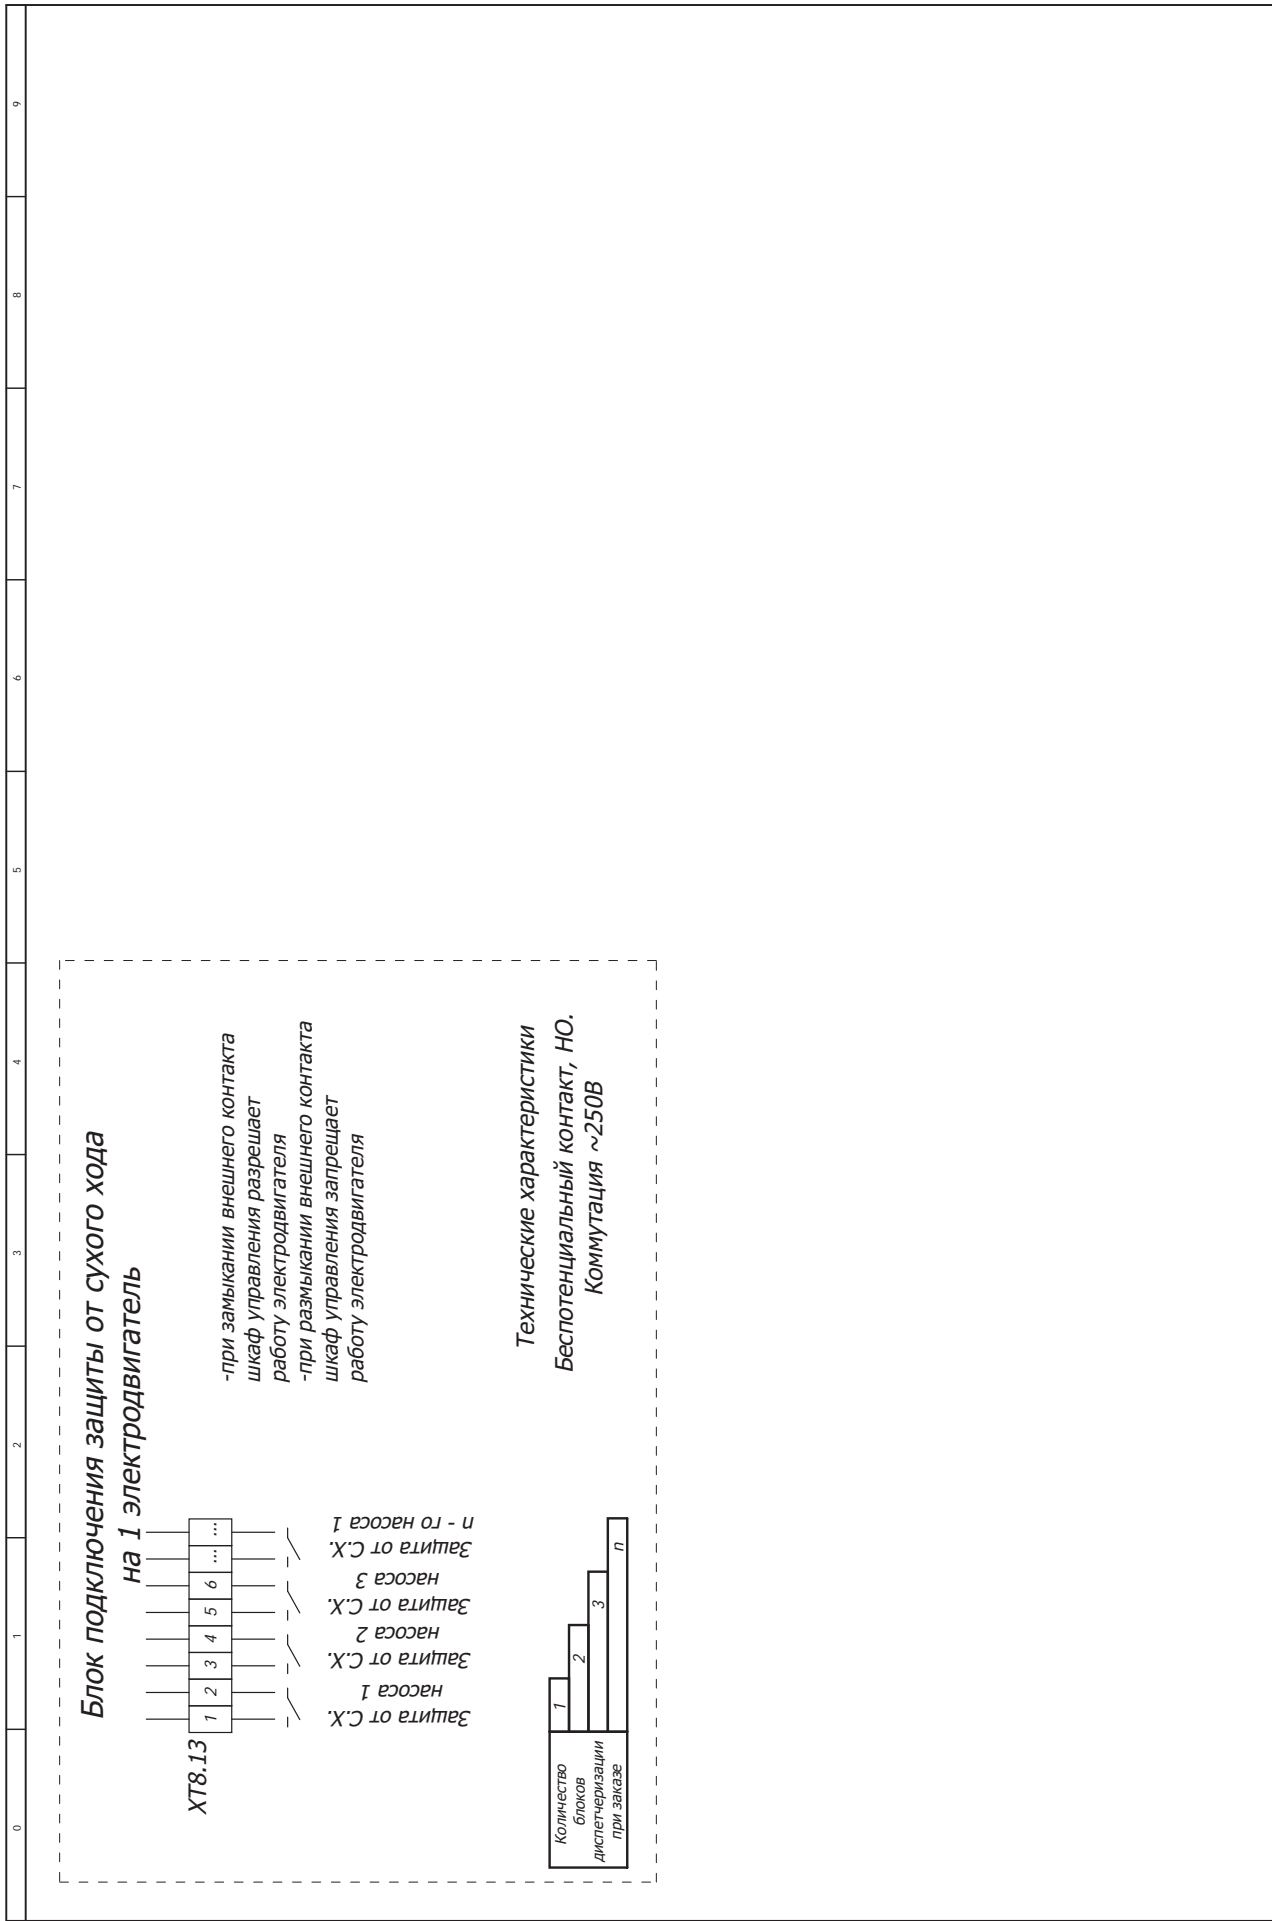 0 1 2 3 4 5 6 7 8 9
Блок подключения защиты от сухого хода
на 1 электродвигатель
XT8.13
1 2 3 4 5 6 ... ...
Защита от С.Х.
насоса 1
Защита от С.Х.
насоса 2
Защита от С.Х.
насоса 3
Защита от С.Х.
n - го насоса 1
-при замыкании внешнего контакта
шкаф управления разрешает
работу электродвигателя
-при размыкании внешнего контакта
шкаф управления запрещает
работу электродвигателя
Количество
блоков
диспетчеризации
при заказе
1
2
3
n
Технические характеристики
Беспотенциальный контакт, НО.
Коммутация ~250В